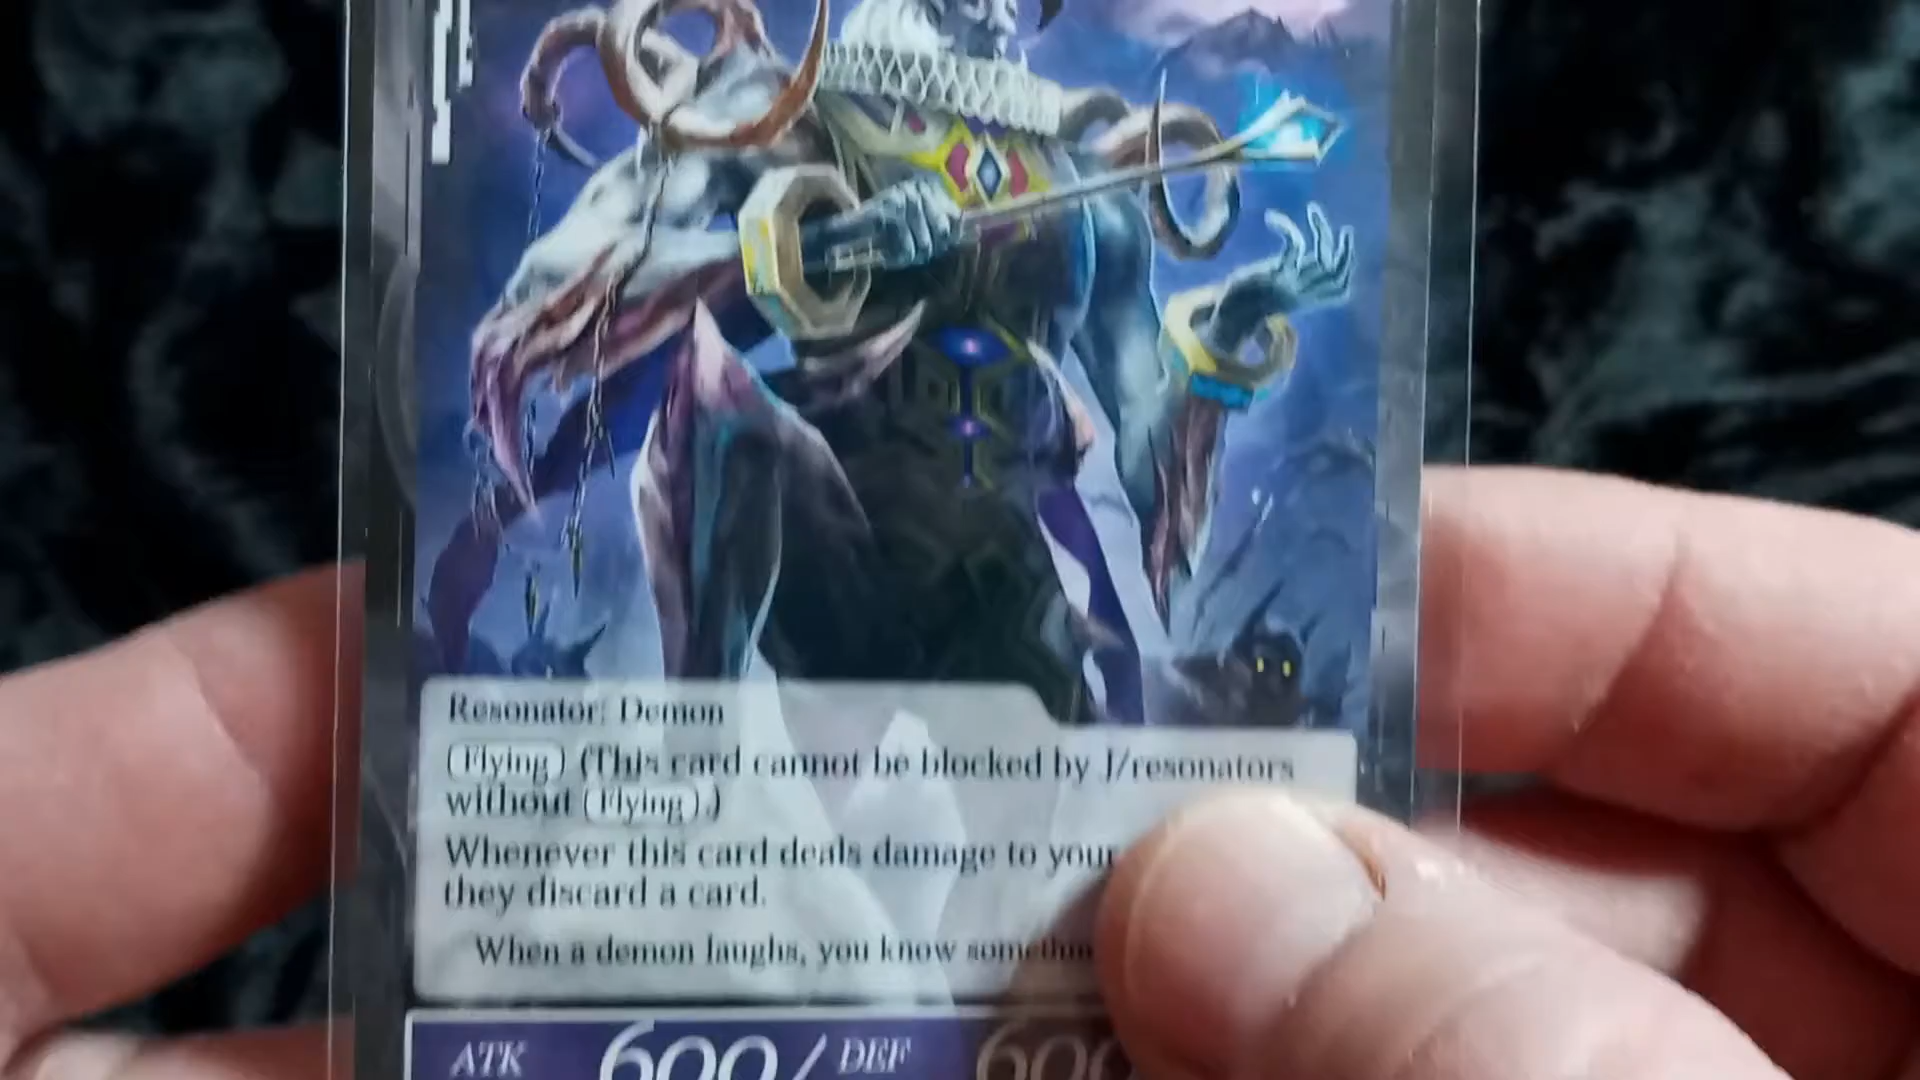 Resonator: Demon
Flying (This card cannot be blocked by J/resonators
without Flying.)
Whenever this card deals damage to your
they discard a card.
When a demon laughs, you know
ATK 600 / DEF 600